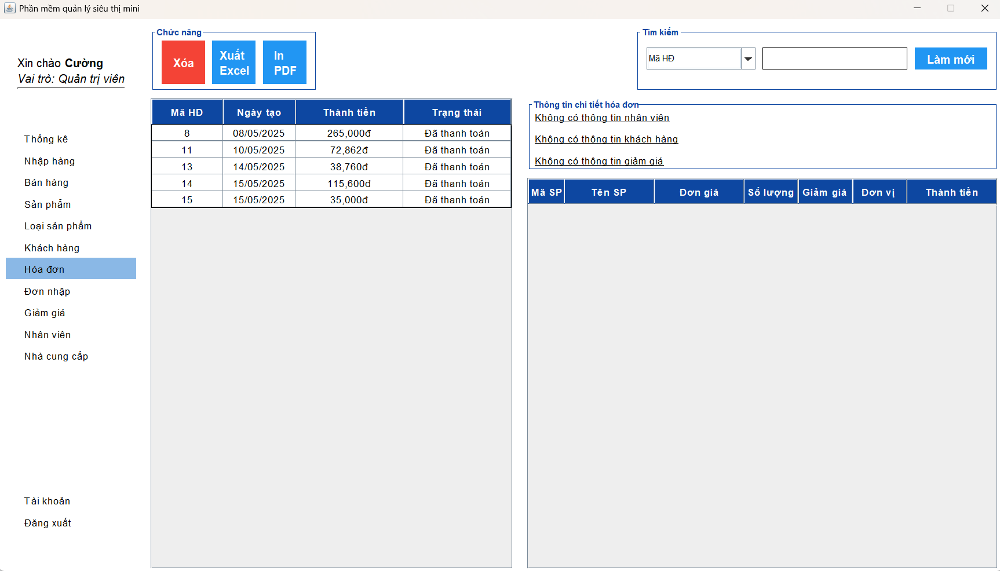 Phần mềm quản lý siêu thị mini
Xin chào Cường
Vai trò: Quản trị viên
Thống kê
Nhập hàng
Bán hàng
Sản phẩm
Loại sản phẩm
Khách hàng
Hóa đơn
Đơn nhập
Giảm giá
Nhân viên
Nhà cung cấp
Tài khoản
Đăng xuất
Chức năng
Xóa
Xuất
Excel
In
PDF
Tìm kiếm
Mã HĐ
Làm mới
Mã HĐ Ngày tạo Thành tiền Trạng thái
8 08/05/2025 265,000đ Đã thanh toán
11 10/05/2025 72,862đ Đã thanh toán
13 14/05/2025 38,760đ Đã thanh toán
14 15/05/2025 115,600đ Đã thanh toán
15 15/05/2025 35,000đ Đã thanh toán
Thông tin chi tiết hóa đơn
Không có thông tin nhân viên
Không có thông tin khách hàng
Không có thông tin giảm giá
Mã SP Tên SP Đơn giá Số lượng Giảm giá Đơn vị Thành tiền